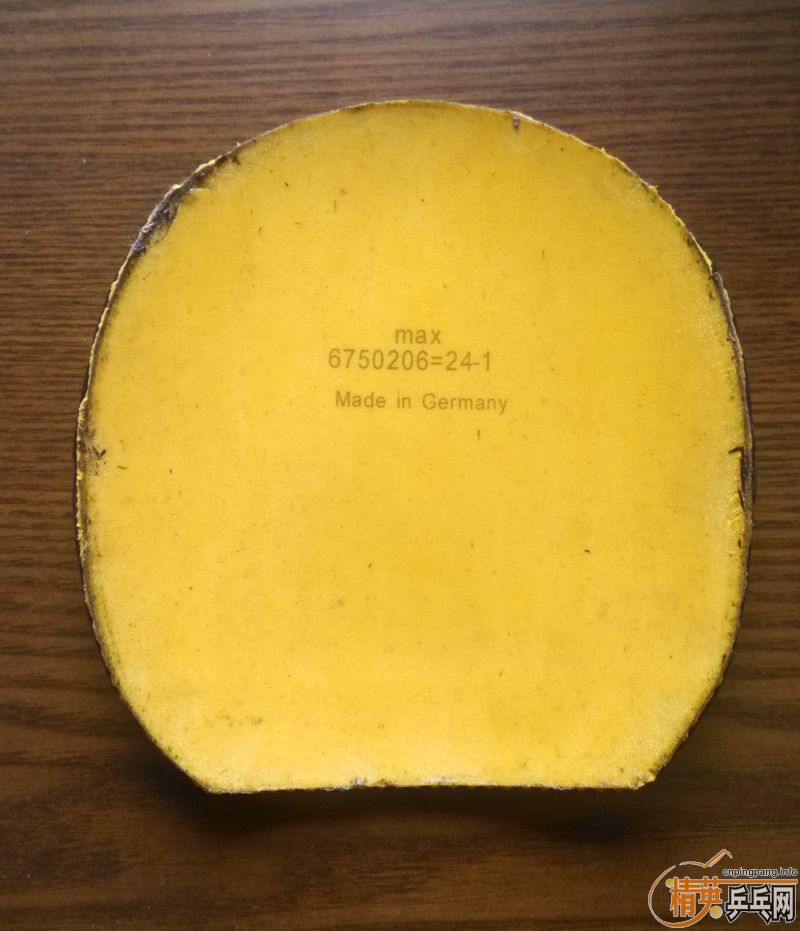 max
6750206=24-1
Made in Germany
cnpingpang.info
精英乒乓网